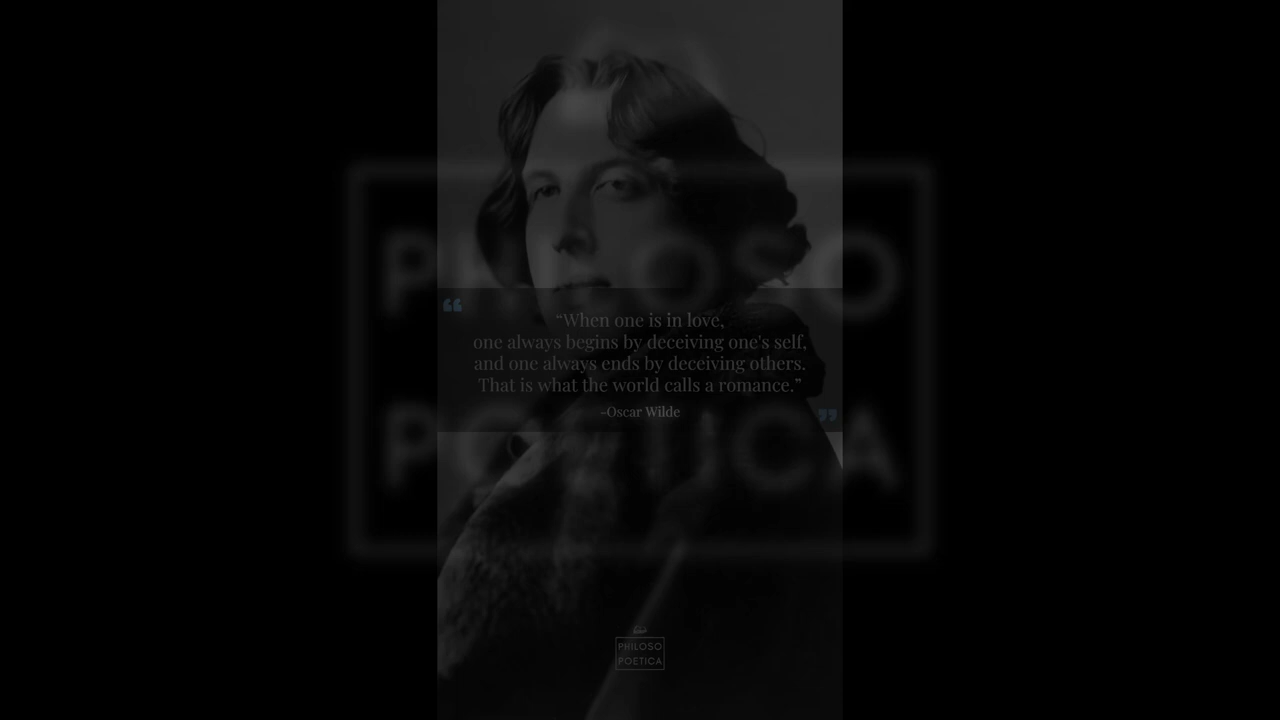 “When one is in love,
one always begins by deceiving one's self,
and one always ends by deceiving others.
That is what the world calls a romance.”
-Oscar Wilde
PHILOSO
POETICA
PHILOSO
POETICA